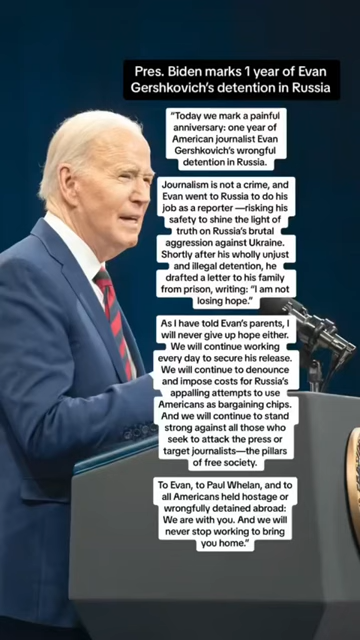 Pres. Biden marks 1 year of Evan
Gershkovich's detention in Russia
"Today we mark a painful
anniversary: one year of
American journalist Evan
Gershkovich's wrongful
detention in Russia.
Journalism is not a crime, and
Evan went to Russia to do his
job as a reporter —risking his
safety to shine the light of
truth on Russia's brutal
aggression against Ukraine.
Shortly after his wholly unjust
and illegal detention, he
drafted a letter to his family
from prison, writing: "I am not
losing hope."
As I have told Evan's parents, I
will never give up hope either.
We will continue working
every day to secure his release.
We will continue to denounce
and impose costs for Russia's
appalling attempts to use
Americans as bargaining chips.
And we will continue to stand
strong against all those who
seek to attack the press or
target journalists—the pillars
of free society.
To Evan, to Paul Whelan, and to
all Americans held hostage or
wrongfully detained abroad:
We are with you. And we will
never stop working to bring
you home."